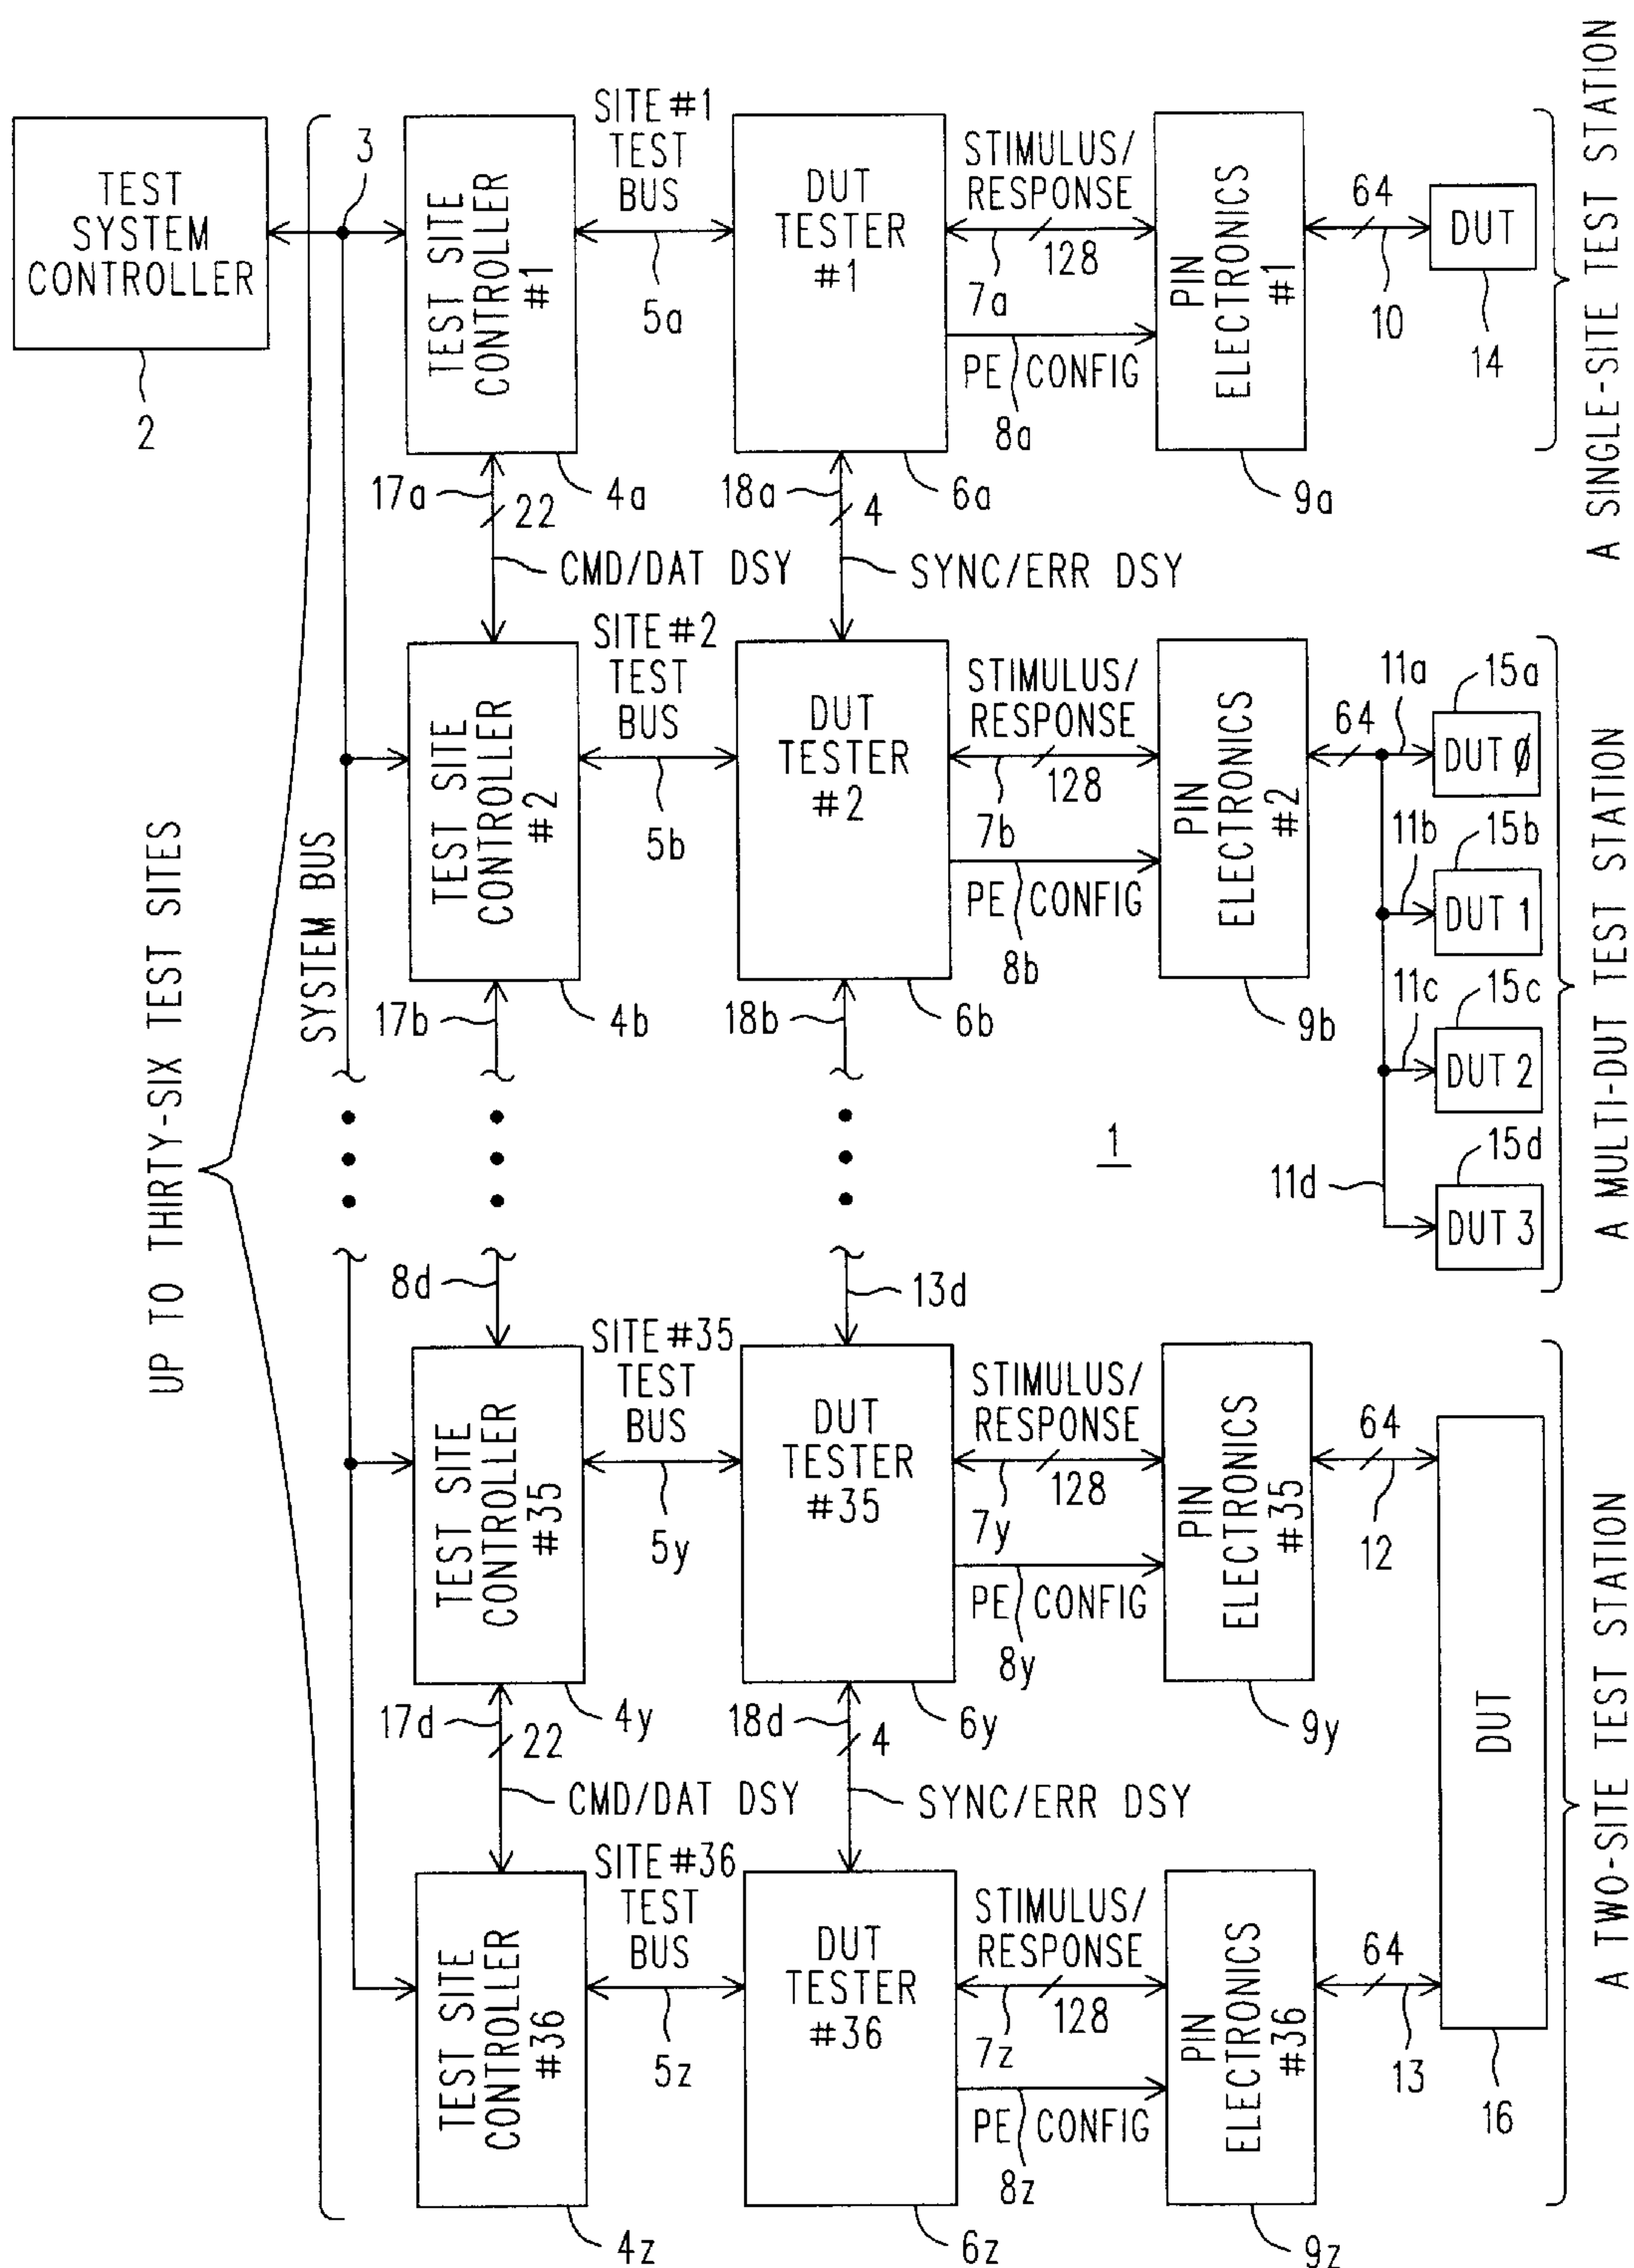 TEST
SYSTEM
CONTROLLER
2
3
SYSTEM BUS
UP TO THIRTY-SIX TEST SITES
TEST SITE
CONTROLLER
#1
4a
SITE #1
TEST
BUS
5a
DUT
TESTER
#1
6a
STIMULUS/
RESPONSE
7a
128
PE CONFIG
8a
PIN
ELECTRONICS
#1
9a
64
10
DUT
14
A SINGLE-SITE TEST STATION
17a
22
CMD/DAT DSY
18a
4
SYNC/ERR DSY
TEST SITE
CONTROLLER
#2
4b
SITE #2
TEST
BUS
5b
DUT
TESTER
#2
6b
STIMULUS/
RESPONSE
7b
128
PE CONFIG
8b
PIN
ELECTRONICS
#2
9b
64
11a
15a
DUT Ø
11b
15b
DUT 1
11c
15c
DUT 2
11d
15d
DUT 3
A MULTI-DUT TEST STATION
17b
18b
1
8d
13d
TEST SITE
CONTROLLER
#35
4y
SITE #35
TEST
BUS
5y
DUT
TESTER
#35
6y
STIMULUS/
RESPONSE
7y
128
PE CONFIG
8y
PIN
ELECTRONICS
#35
9y
64
12
DUT
16
A TWO-SITE TEST STATION
17d
22
CMD/DAT DSY
18d
4
SYNC/ERR DSY
TEST SITE
CONTROLLER
#36
4z
SITE #36
TEST
BUS
5z
DUT
TESTER
#36
6z
STIMULUS/
RESPONSE
7z
128
PE CONFIG
8z
PIN
ELECTRONICS
#36
9z
64
13